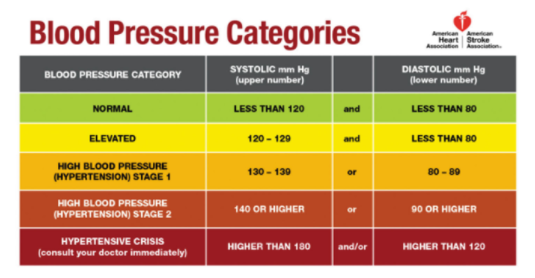 Blood Pressure Categories
American Heart Association
American Stroke Association.
BLOOD PRESSURE CATEGORY
SYSTOLIC mm Hg
(upper number)
DIASTOLIC mm Hg
(lower number)
NORMAL
LESS THAN 120
and
LESS THAN 80
ELEVATED
120 – 129
and
LESS THAN 80
HIGH BLOOD PRESSURE
(HYPERTENSION) STAGE 1
130 – 139
or
80 – 89
HIGH BLOOD PRESSURE
(HYPERTENSION) STAGE 2
140 OR HIGHER
or
90 OR HIGHER
HYPERTENSIVE CRISIS
(consult your doctor immediately)
HIGHER THAN 180
and/or
HIGHER THAN 120